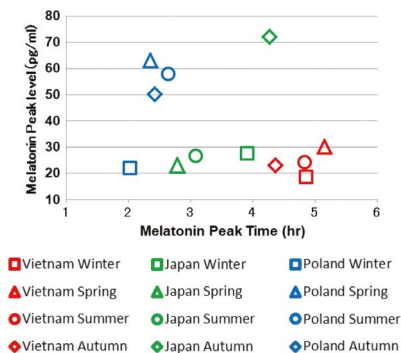 Melatonin Peak level(pg/ml)
80
70
60
50
40
30
20
10
1 2 3 4 5 6
Melatonin Peak Time (hr)
Vietnam Winter Japan Winter Poland Winter
Vietnam Spring Japan Spring Poland Spring
Vietnam Summer Japan Summer Poland Summer
Vietnam Autumn Japan Autumn Poland Autumn